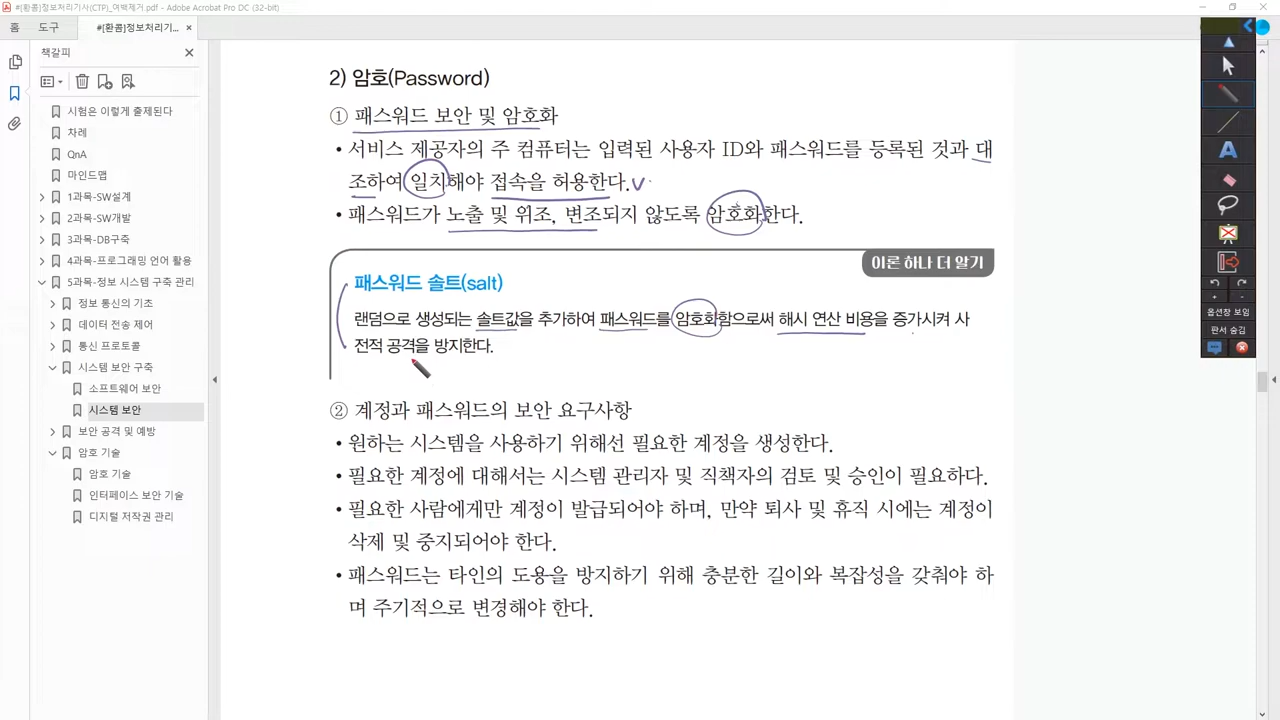 #[환콤]정보처리기사(CTP)_여백제거.pdf - Adobe Acrobat Pro DC (32-bit)
홈 도구 #[환콤]정보처리기... ×
책갈피
시험은 이렇게 출제된다
차례
QnA
마인드맵
1과목-SW설계
2과목-SW개발
3과목-DB구축
4과목-프로그래밍 언어 활용
5과목-정보 시스템 구축 관리
정보 통신의 기초
데이터 전송 제어
통신 프로토콜
시스템 보안 구축
소프트웨어 보안
시스템 보안
보안 공격 및 예방
암호 기술
암호 기술
인터페이스 보안 기술
디지털 저작권 관리
2) 암호(Password)
① 패스워드 보안 및 암호화
• 서비스 제공자의 주 컴퓨터는 입력된 사용자 ID와 패스워드를 등록된 것과 대
조하여 일치해야 접속을 허용한다.
• 패스워드가 노출 및 위조, 변조되지 않도록 암호화한다.
이론 하나 더 알기
패스워드 솔트(salt)
랜덤으로 생성되는 솔트값을 추가하여 패스워드를 암호화함으로써 해시 연산 비용을 증가시켜 사
전적 공격을 방지한다.
② 계정과 패스워드의 보안 요구사항
• 원하는 시스템을 사용하기 위해선 필요한 계정을 생성한다.
• 필요한 계정에 대해서는 시스템 관리자 및 직책자의 검토 및 승인이 필요하다.
• 필요한 사람에게만 계정이 발급되어야 하며, 만약 퇴사 및 휴직 시에는 계정이
삭제 및 중지되어야 한다.
• 패스워드는 타인의 도용을 방지하기 위해 충분한 길이와 복잡성을 갖춰야 하
며 주기적으로 변경해야 한다.
A
옵션창 보임
판서 숨김